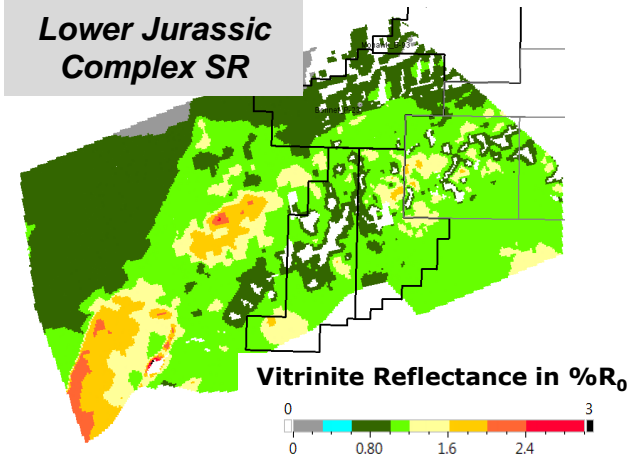 Lower Jurassic
Complex SR
Vitrinite Reflectance in %R0
0 3
0 0.80 1.6 2.4